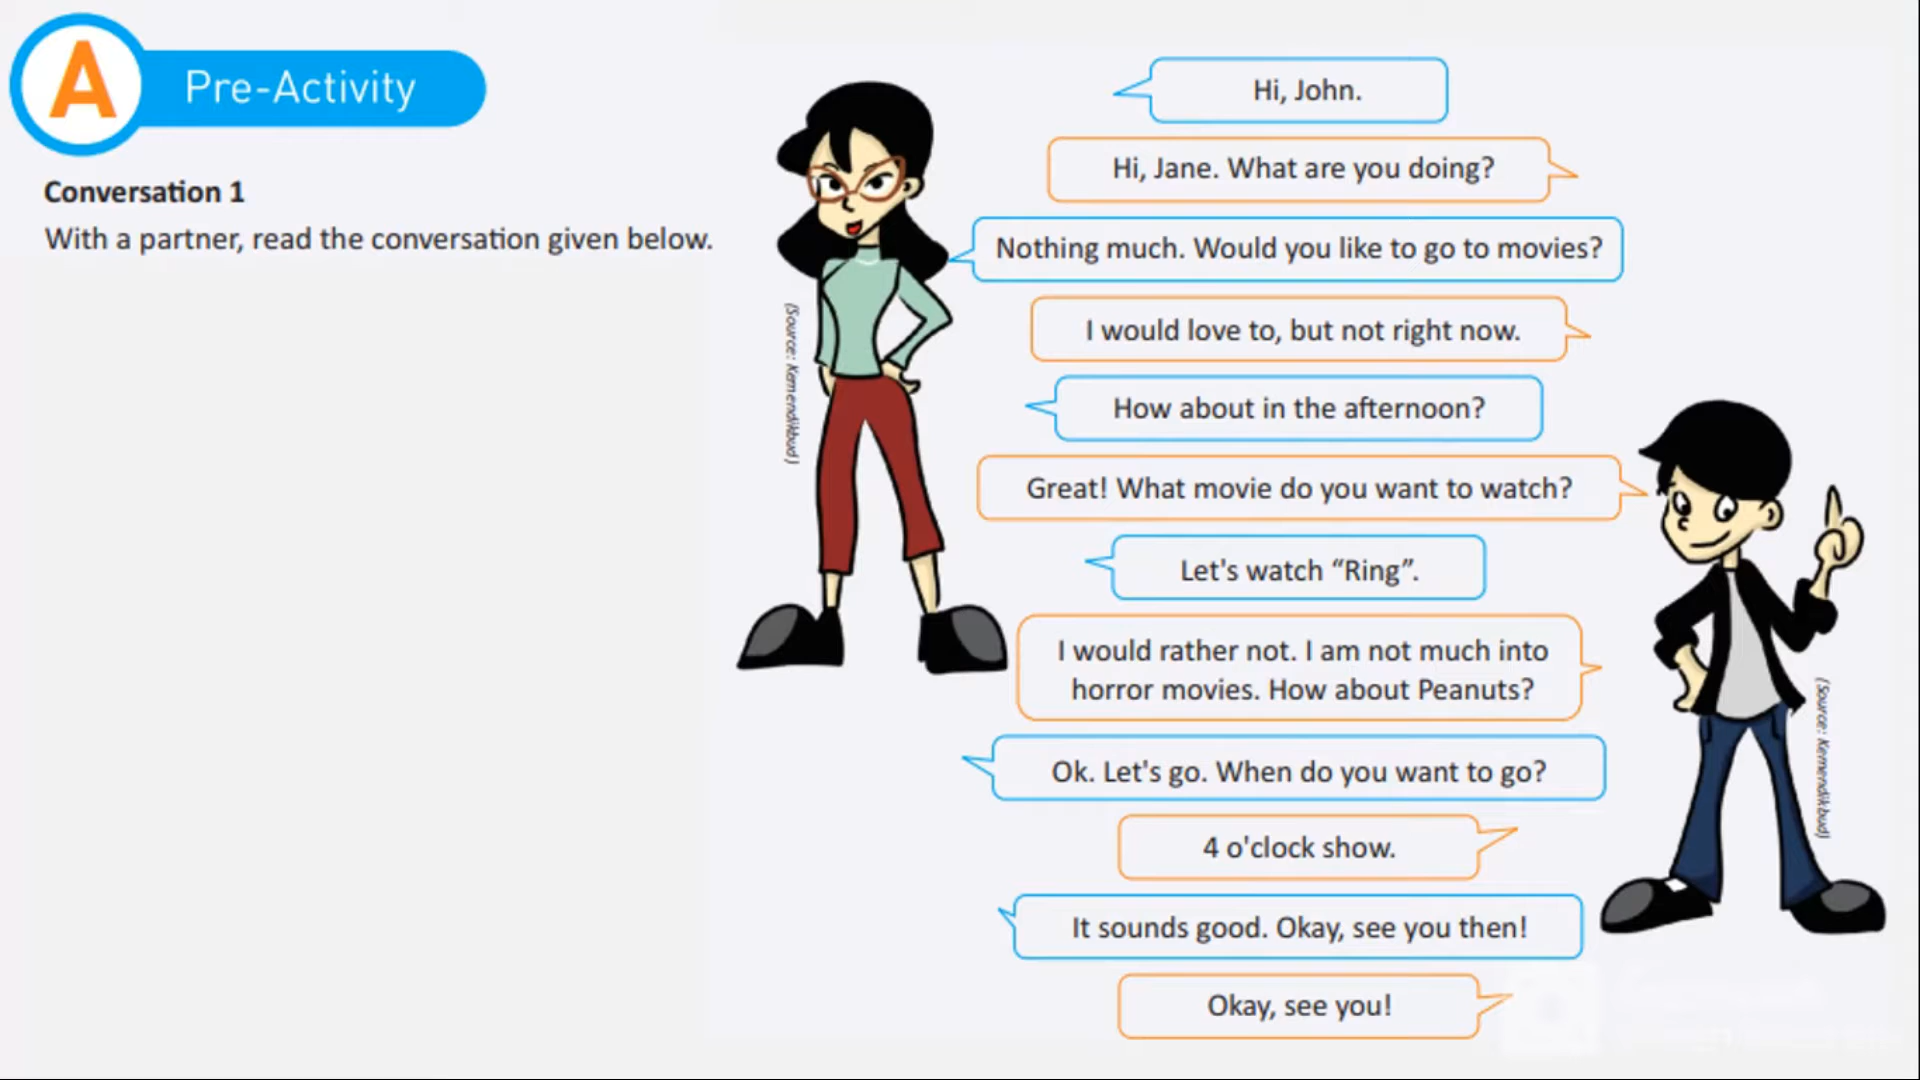 A
Pre-Activity
Conversation 1
With a partner, read the conversation given below.
Hi, John.
Hi, Jane. What are you doing?
Nothing much. Would you like to go to movies?
I would love to, but not right now.
How about in the afternoon?
Great! What movie do you want to watch?
Let's watch “Ring”.
I would rather not. I am not much into
horror movies. How about Peanuts?
Ok. Let's go. When do you want to go?
4 o'clock show.
It sounds good. Okay, see you then!
Okay, see you!
(Source: Kemendikbud)
(Source: Kemendikbud)